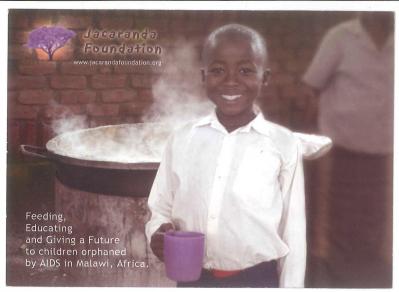 Jacaranda
Foundation
www.jacarandafoundation.org
Feeding,
Educating
and Giving a Future
to children orphaned
by AIDS in Malawi, Africa.